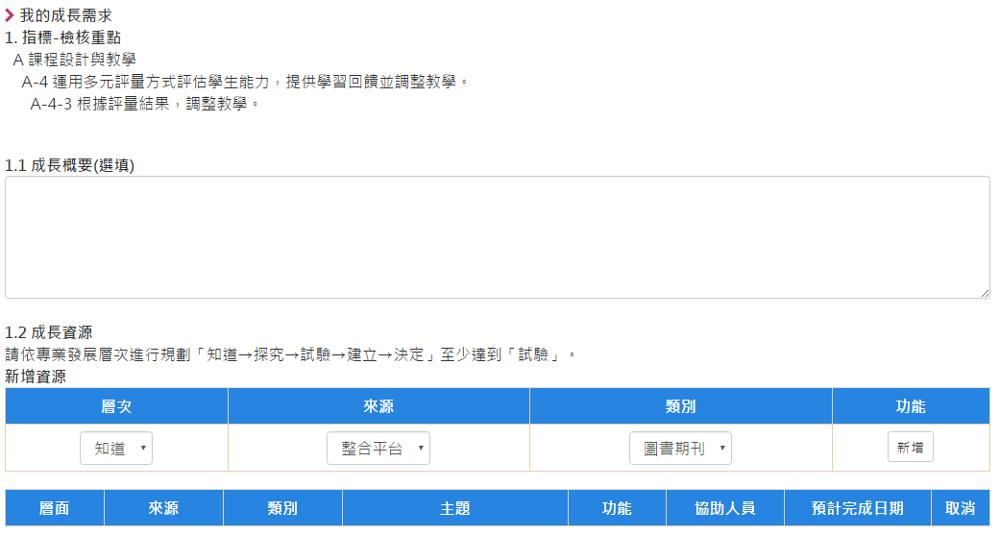 我的成長需求
1. 指標-檢核重點
A 課程設計與教學
A-4 運用多元評量方式評估學生能力，提供學習回饋並調整教學。
A-4-3 根據評量結果，調整教學。
1.1 成長概要(選填)
1.2 成長資源
請依專業發展層次進行規劃「知道→探究→試驗→建立→決定」至少達到「試驗」。
新增資源
層次 來源 類別 功能
知道 整合平台 圖書期刊 新增
層面 來源 類別 主題 功能 協助人員 預計完成日期 取消